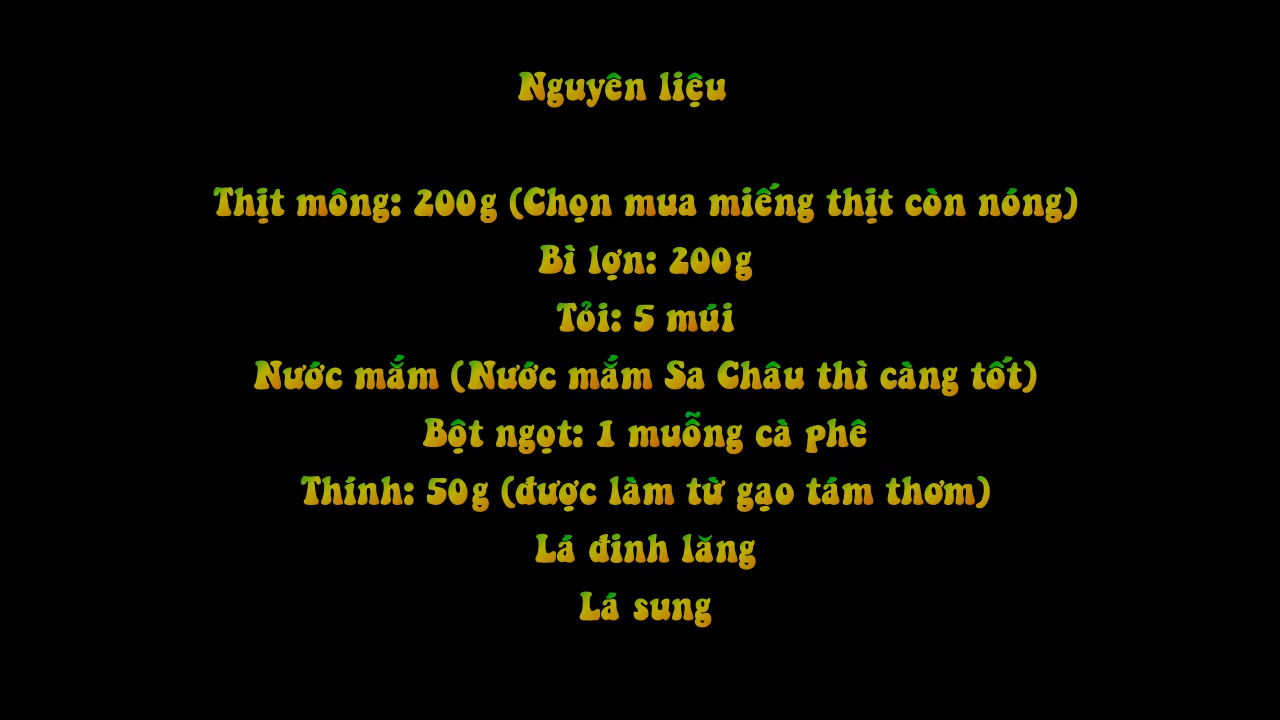 Nguyên liệu
Thịt mông: 200g (Chọn mua miếng thịt còn nóng)
Bì lợn: 200g
Tỏi: 5 múi
Nước mắm (Nước mắm Sa Châu thì càng tốt)
Bột ngọt: 1 muỗng cà phê
Thính: 50g (được làm từ gạo tám thơm)
Lá đinh lăng
Lá sung